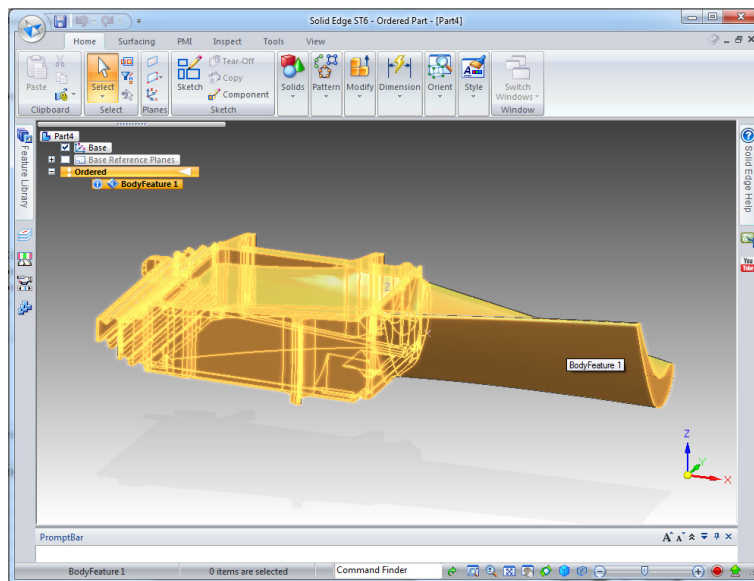 Solid Edge ST6 - Ordered Part - [Part4]
Home Surfacing PMI Inspect Tools View
Paste
Clipboard
Select
Select
Planes
Sketch
Tear-Off
Copy
Component
Sketch
Solids
Pattern
Modify
Dimension
Orient
Style
Switch
Windows
Window
Feature Library
Part4
Base
Base Reference Planes
Ordered
BodyFeature 1
BodyFeature 1
Z
Y
X
Solid Edge Help
You
Tube
PromptBar
BodyFeature 1 0 items are selected Command Finder